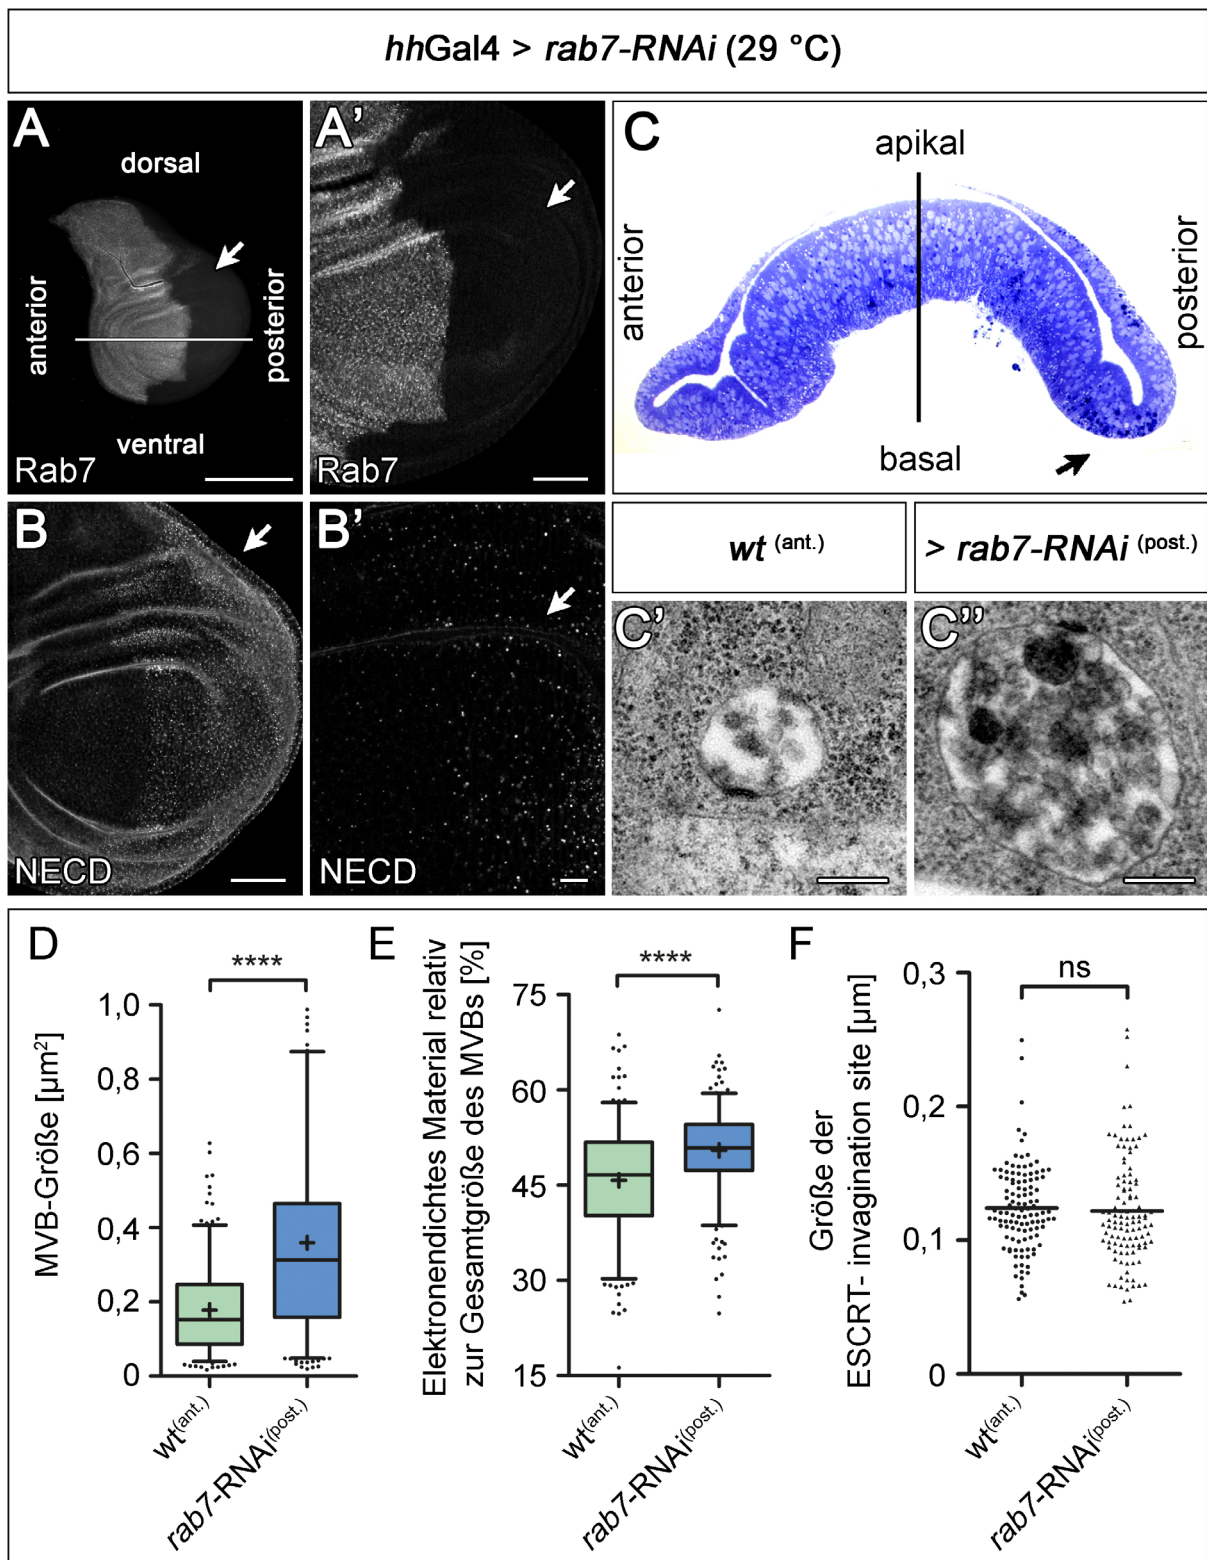 hhGal4 > rab7-RNAi (29 °C)
A
dorsal
anterior
posterior
ventral
Rab7
A'
Rab7
C
apikal
anterior
posterior
basal
B
NECD
B'
NECD
wt (ant.)
> rab7-RNAi (post.)
C'
C''
D
****
MVB-Größe [µm²]
1,0
0,8
0,6
0,4
0,2
0
wt(ant.)
rab7-RNAi(post.)
E
****
Elektronendichtes Material relativ
zur Gesamtgröße des MVBs [%]
75
60
45
30
15
wt(ant.)
rab7-RNAi(post.)
F
ns
Größe der
ESCRT- invagination site [µm]
0,3
0,2
0,1
0
wt(ant.)
rab7-RNAi(post.)